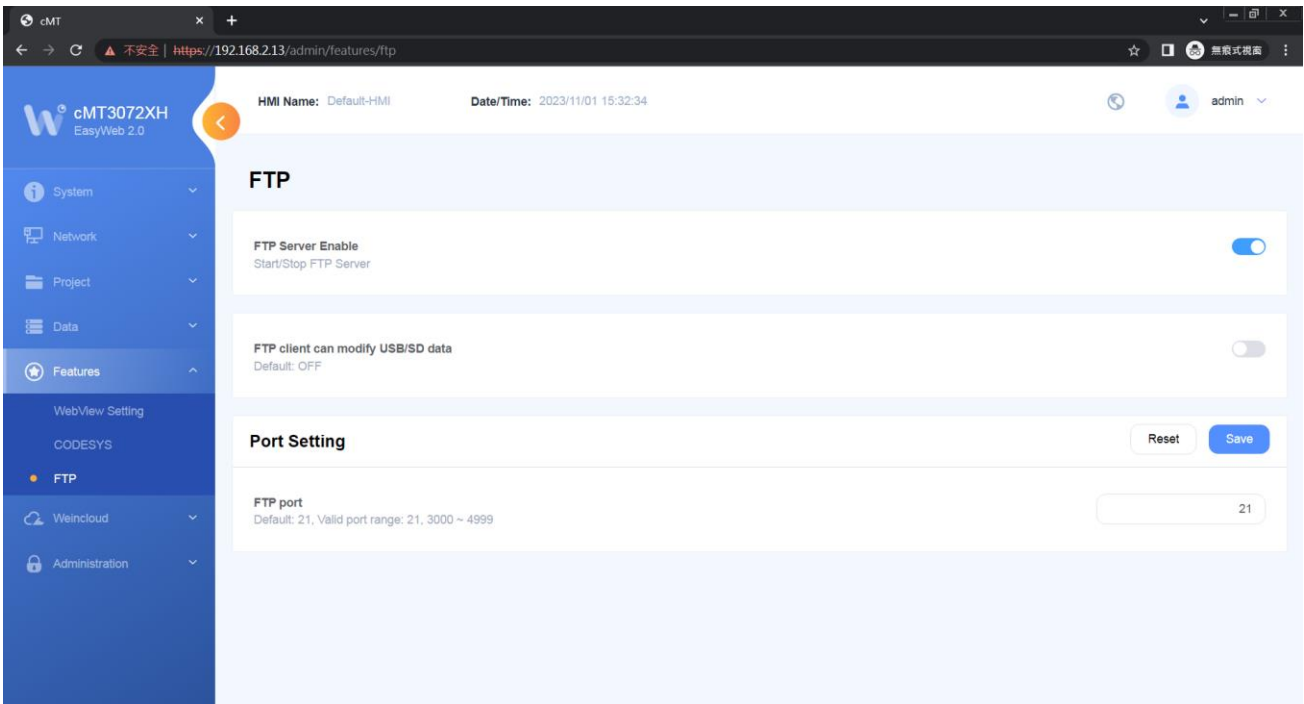 cMT
不安全 | https://192.168.2.13/admin/features/ftp
無痕式視窗
cMT3072XH
EasyWeb 2.0
HMI Name: Default-HMI Date/Time: 2023/11/01 15:32:34
admin
System
Network
Project
Data
Features
WebView Setting
CODESYS
FTP
Weincloud
Administration
FTP
FTP Server Enable
Start/Stop FTP Server
FTP client can modify USB/SD data
Default: OFF
Port Setting
Reset Save
FTP port
Default: 21, Valid port range: 21, 3000 ~ 4999
21